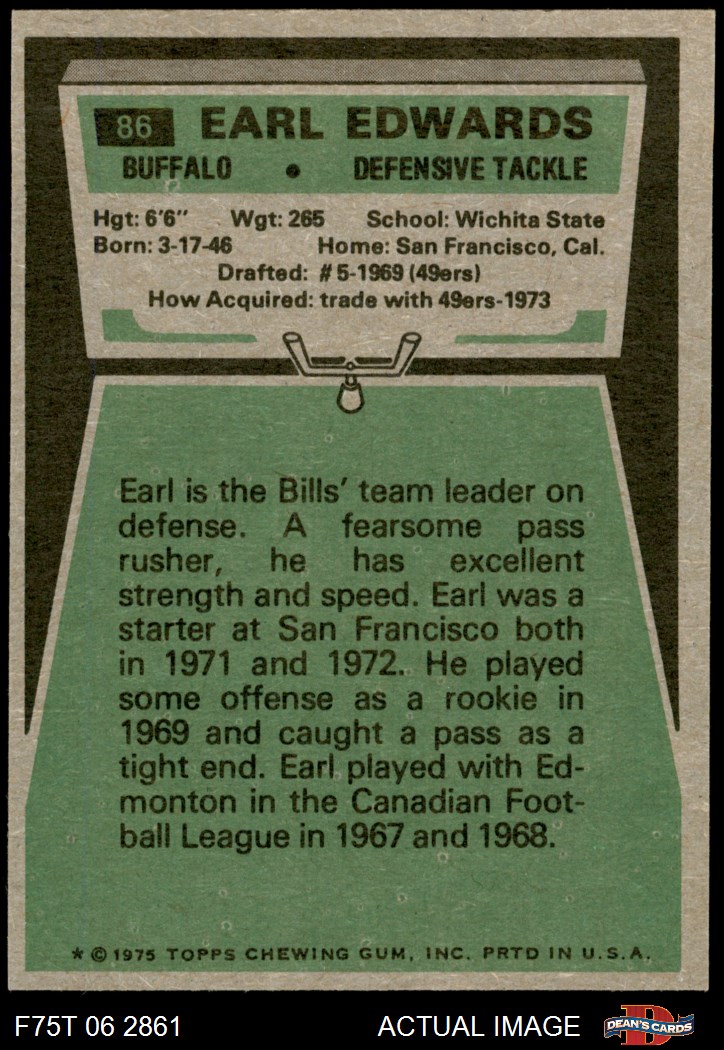 86 EARL EDWARDS
BUFFALO • DEFENSIVE TACKLE
Hgt: 6'6" Wgt: 265 School: Wichita State
Born: 3-17-46 Home: San Francisco, Cal.
Drafted: #5-1969 (49ers)
How Acquired: trade with 49ers-1973
Earl is the Bills' team leader on
defense. A fearsome pass
rusher, he has excellent
strength and speed. Earl was a
starter at San Francisco both
in 1971 and 1972. He played
some offense as a rookie in
1969 and caught a pass as a
tight end. Earl played with Ed-
monton in the Canadian Foot-
ball League in 1967 and 1968.
* © 1975 TOPPS CHEWING GUM, INC. PRTD IN U.S.A.
F75T 06 2861 ACTUAL IMAGE D DEAN'S CARDS